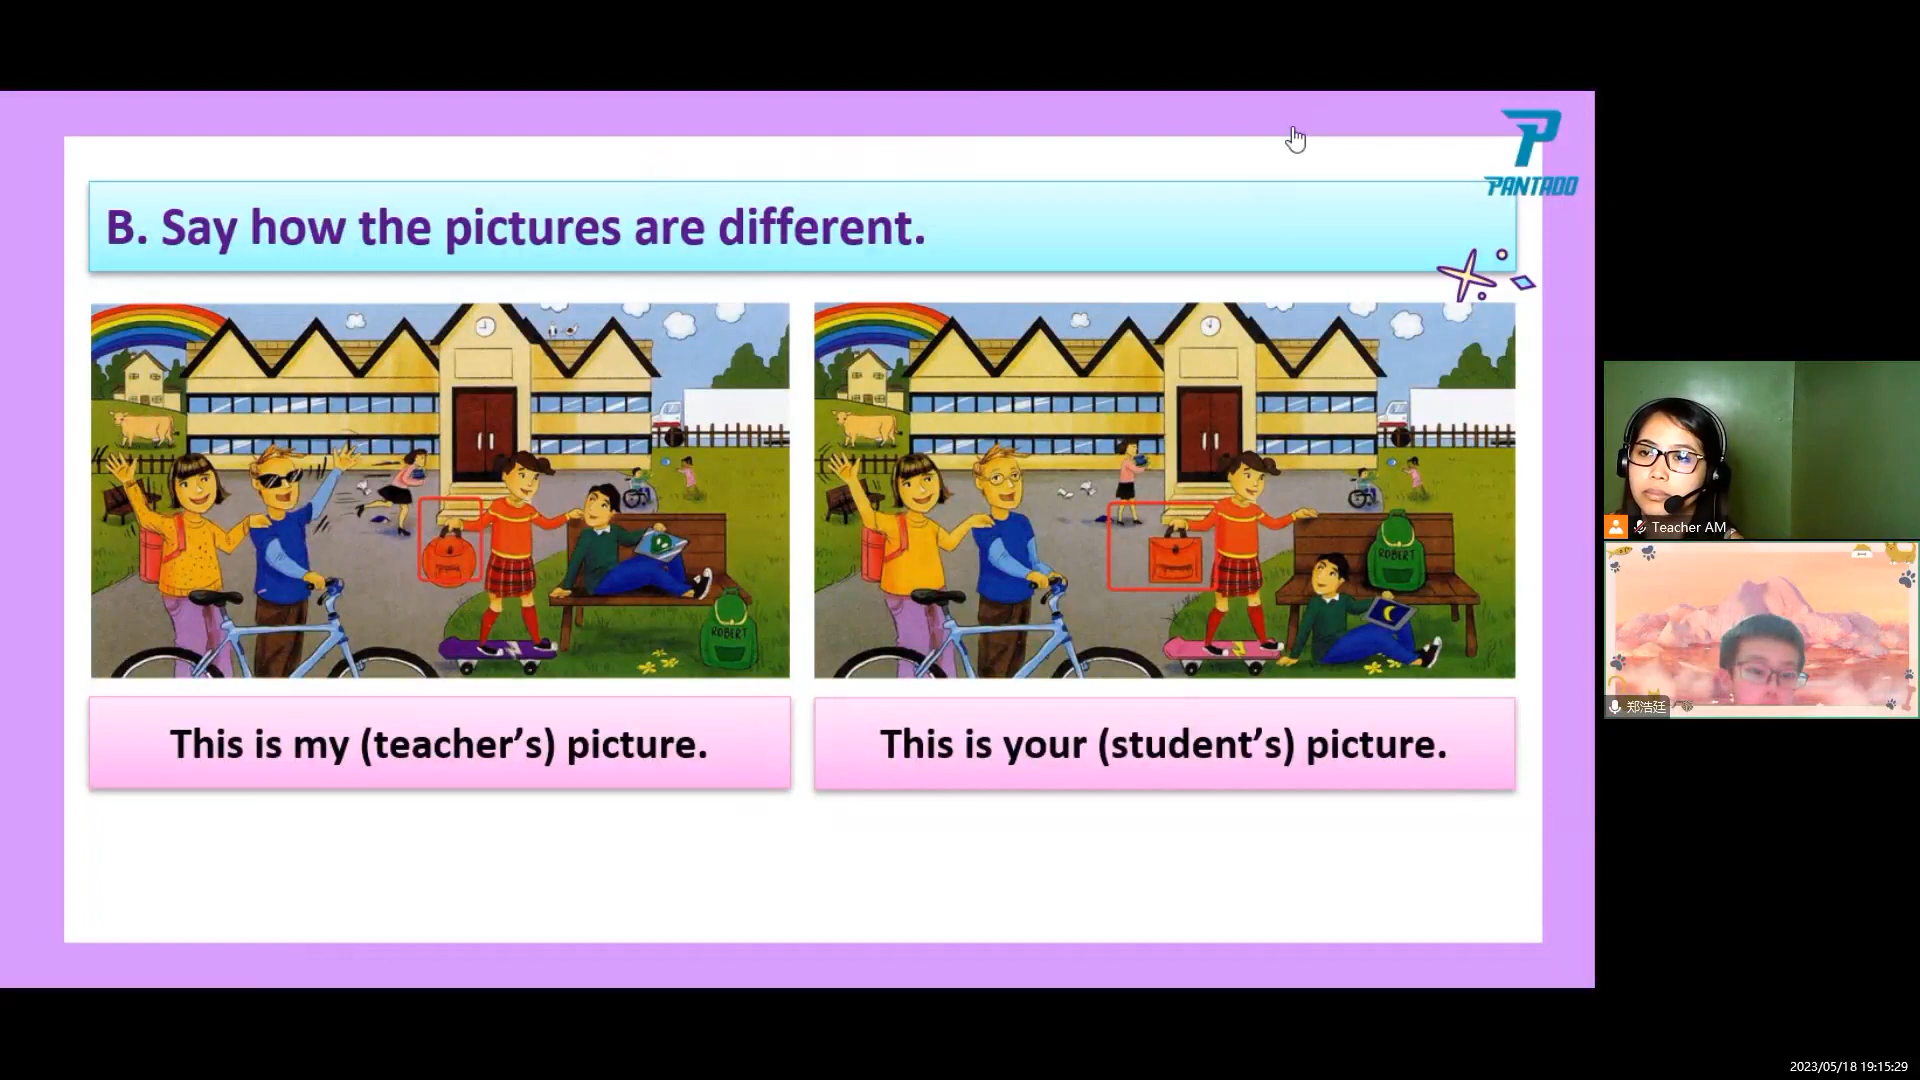 PANTADO
B. Say how the pictures are different.
ROBERT
ROBERT
This is my (teacher's) picture.
This is your (student's) picture.
Teacher AM
郑浩廷
2023/05/18 19:15:29